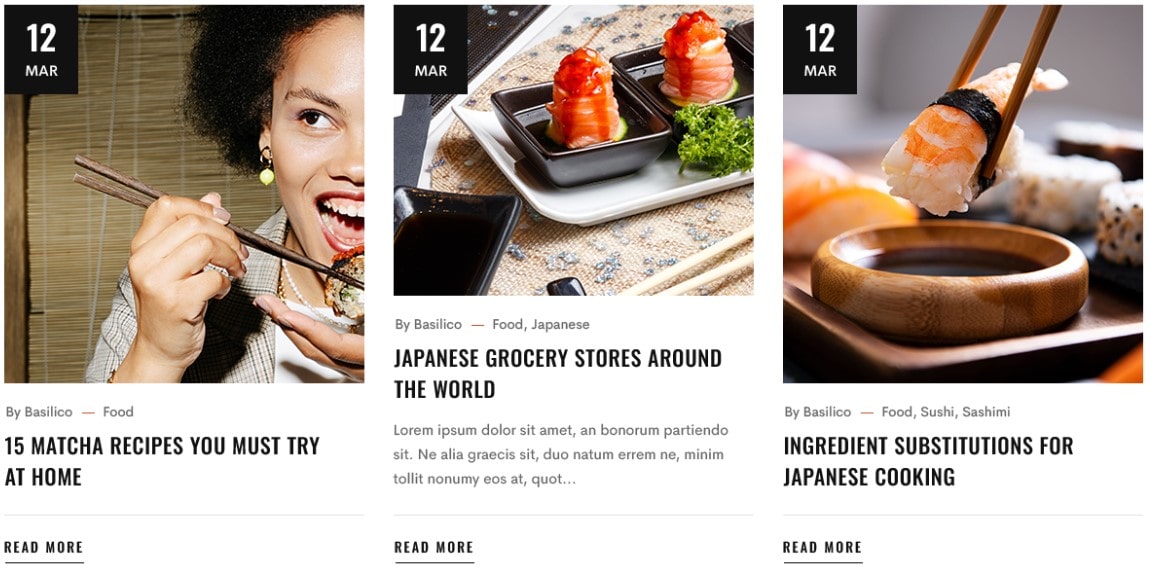 12
MAR
By Basilico — Food
15 MATCHA RECIPES YOU MUST TRY
AT HOME
READ MORE
12
MAR
By Basilico — Food, Japanese
JAPANESE GROCERY STORES AROUND
THE WORLD
Lorem ipsum dolor sit amet, an bonorum partiendo
sit. Ne alia graecis sit, duo natum errem ne, minim
tollit nonumy eos at, quot...
READ MORE
12
MAR
By Basilico — Food, Sushi, Sashimi
INGREDIENT SUBSTITUTIONS FOR
JAPANESE COOKING
READ MORE